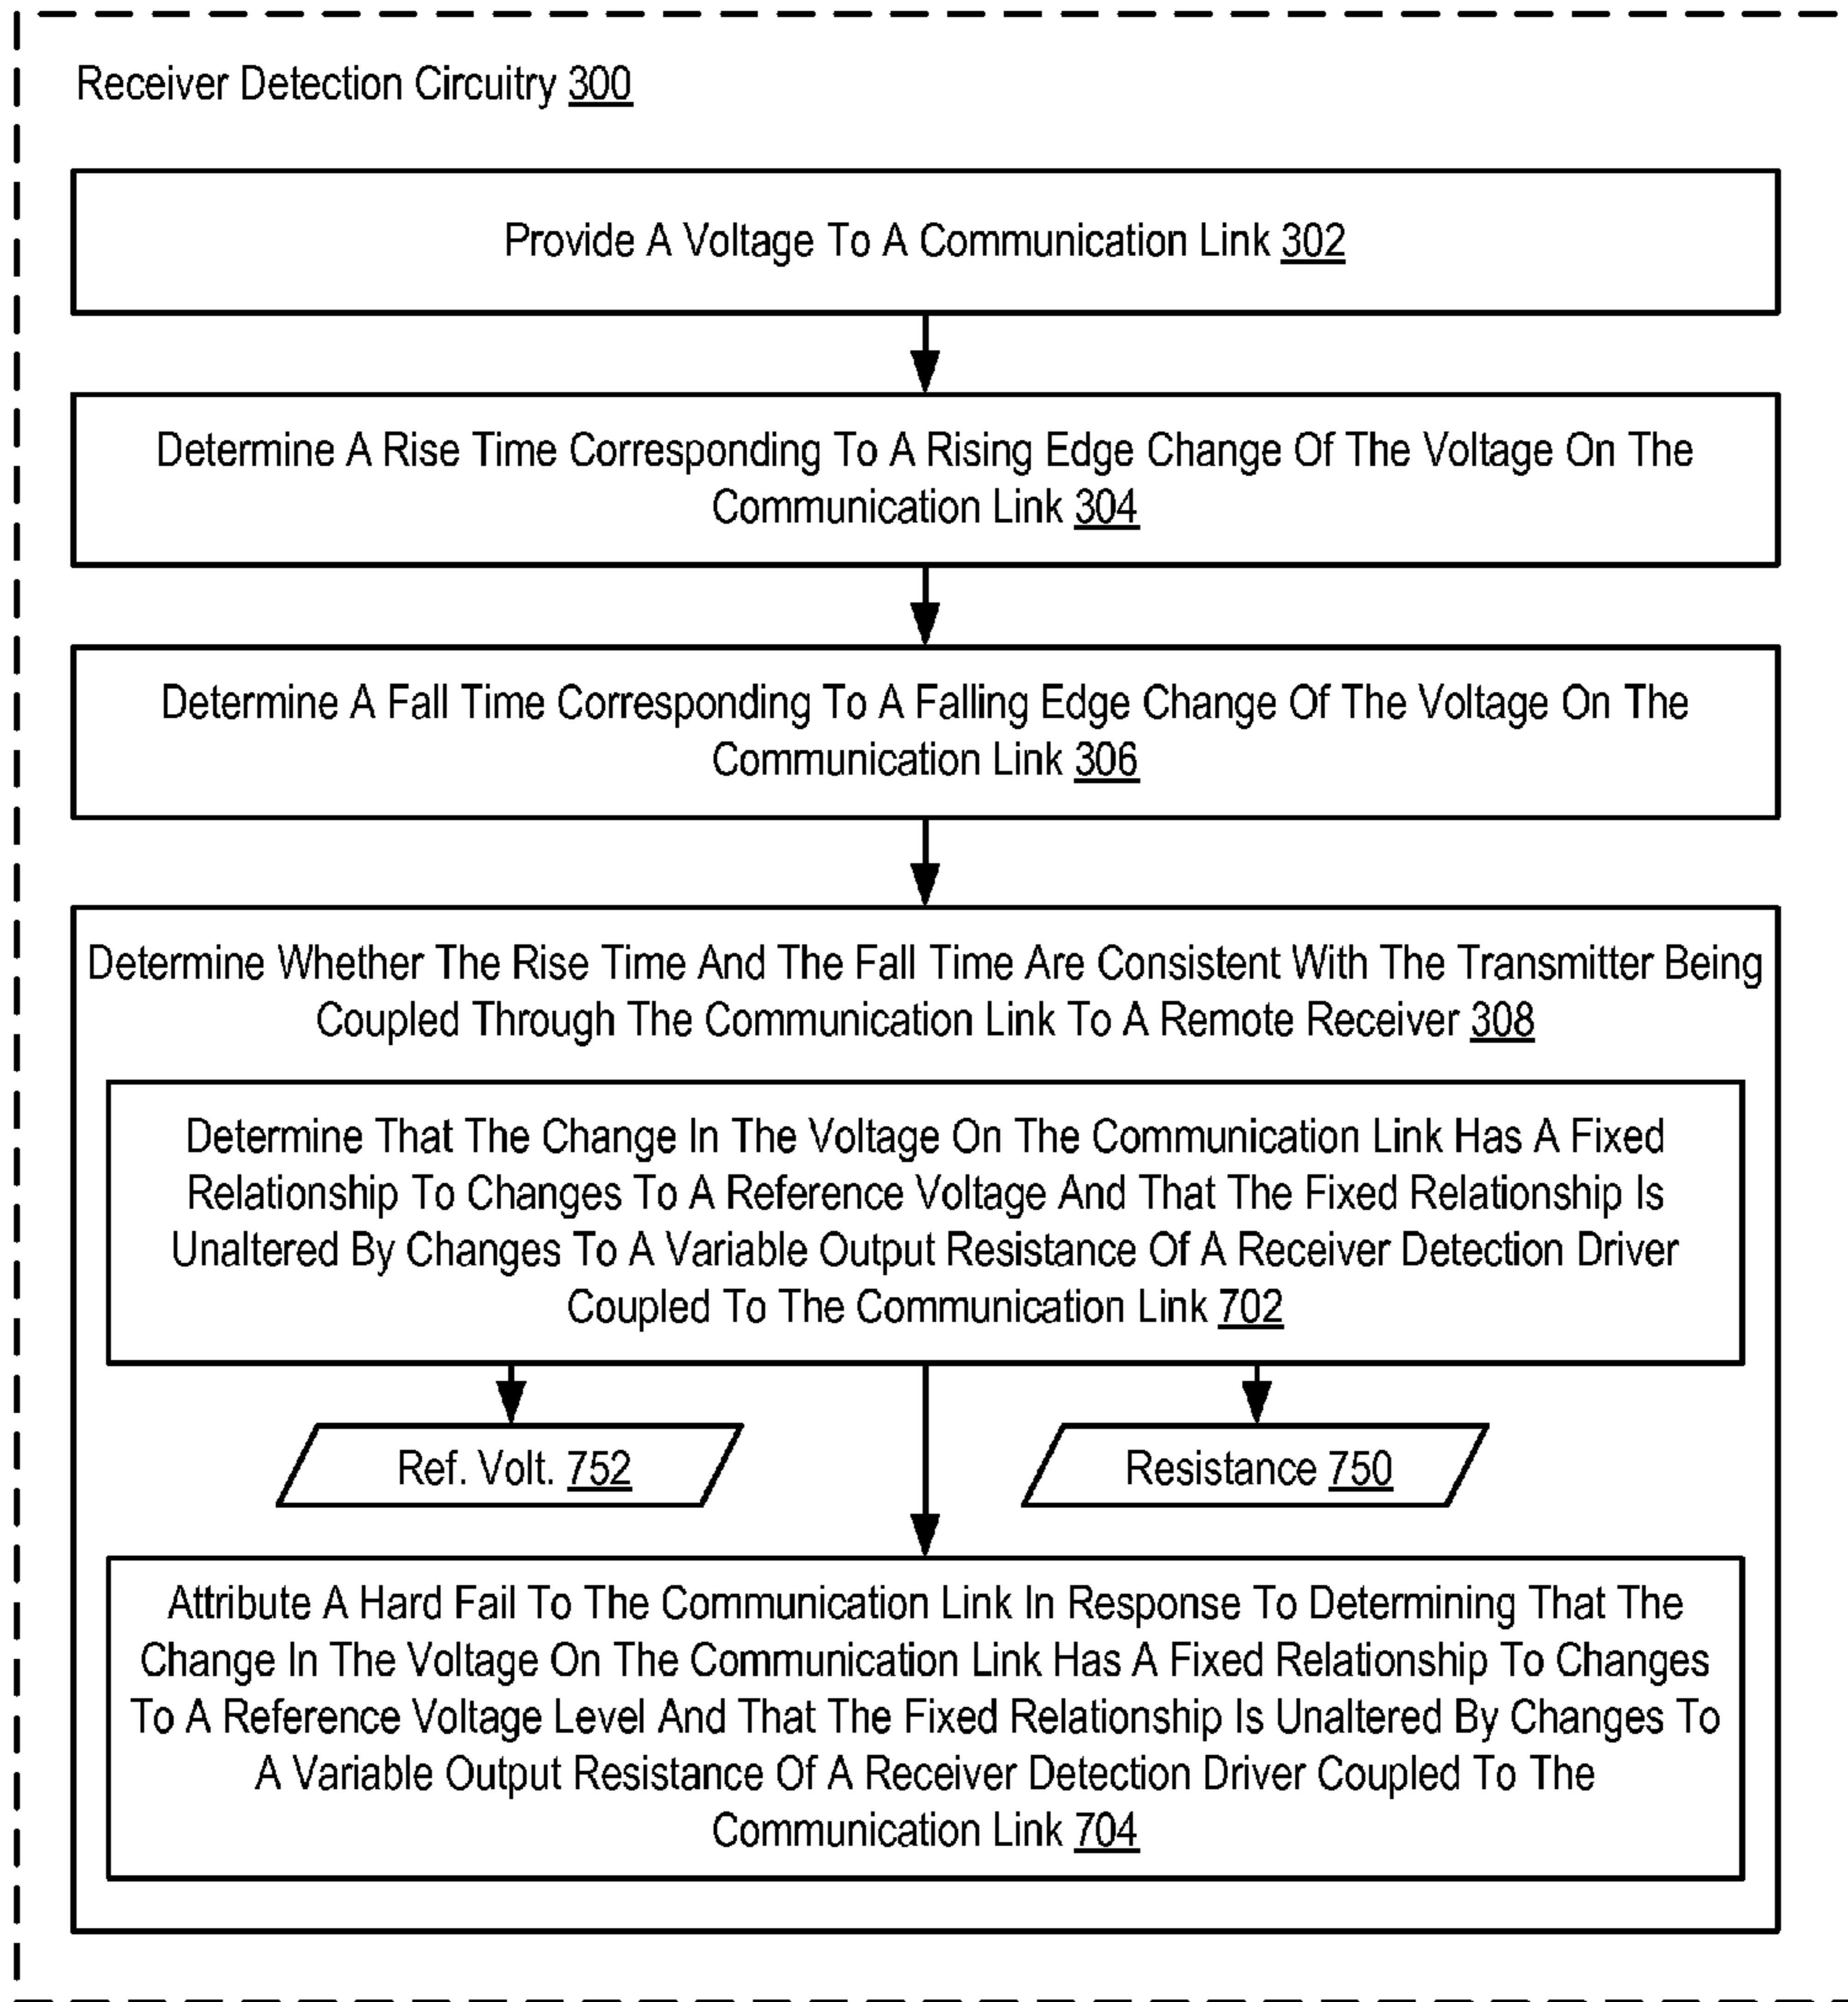 Receiver Detection Circuitry 300
Provide A Voltage To A Communication Link 302
Determine A Rise Time Corresponding To A Rising Edge Change Of The Voltage On The
Communication Link 304
Determine A Fall Time Corresponding To A Falling Edge Change Of The Voltage On The
Communication Link 306
Determine Whether The Rise Time And The Fall Time Are Consistent With The Transmitter Being
Coupled Through The Communication Link To A Remote Receiver 308
Determine That The Change In The Voltage On The Communication Link Has A Fixed
Relationship To Changes To A Reference Voltage And That The Fixed Relationship Is
Unaltered By Changes To A Variable Output Resistance Of A Receiver Detection Driver
Coupled To The Communication Link 702
Ref. Volt. 752
Resistance 750
Attribute A Hard Fail To The Communication Link In Response To Determining That The
Change In The Voltage On The Communication Link Has A Fixed Relationship To Changes
To A Reference Voltage Level And That The Fixed Relationship Is Unaltered By Changes To
A Variable Output Resistance Of A Receiver Detection Driver Coupled To The
Communication Link 704